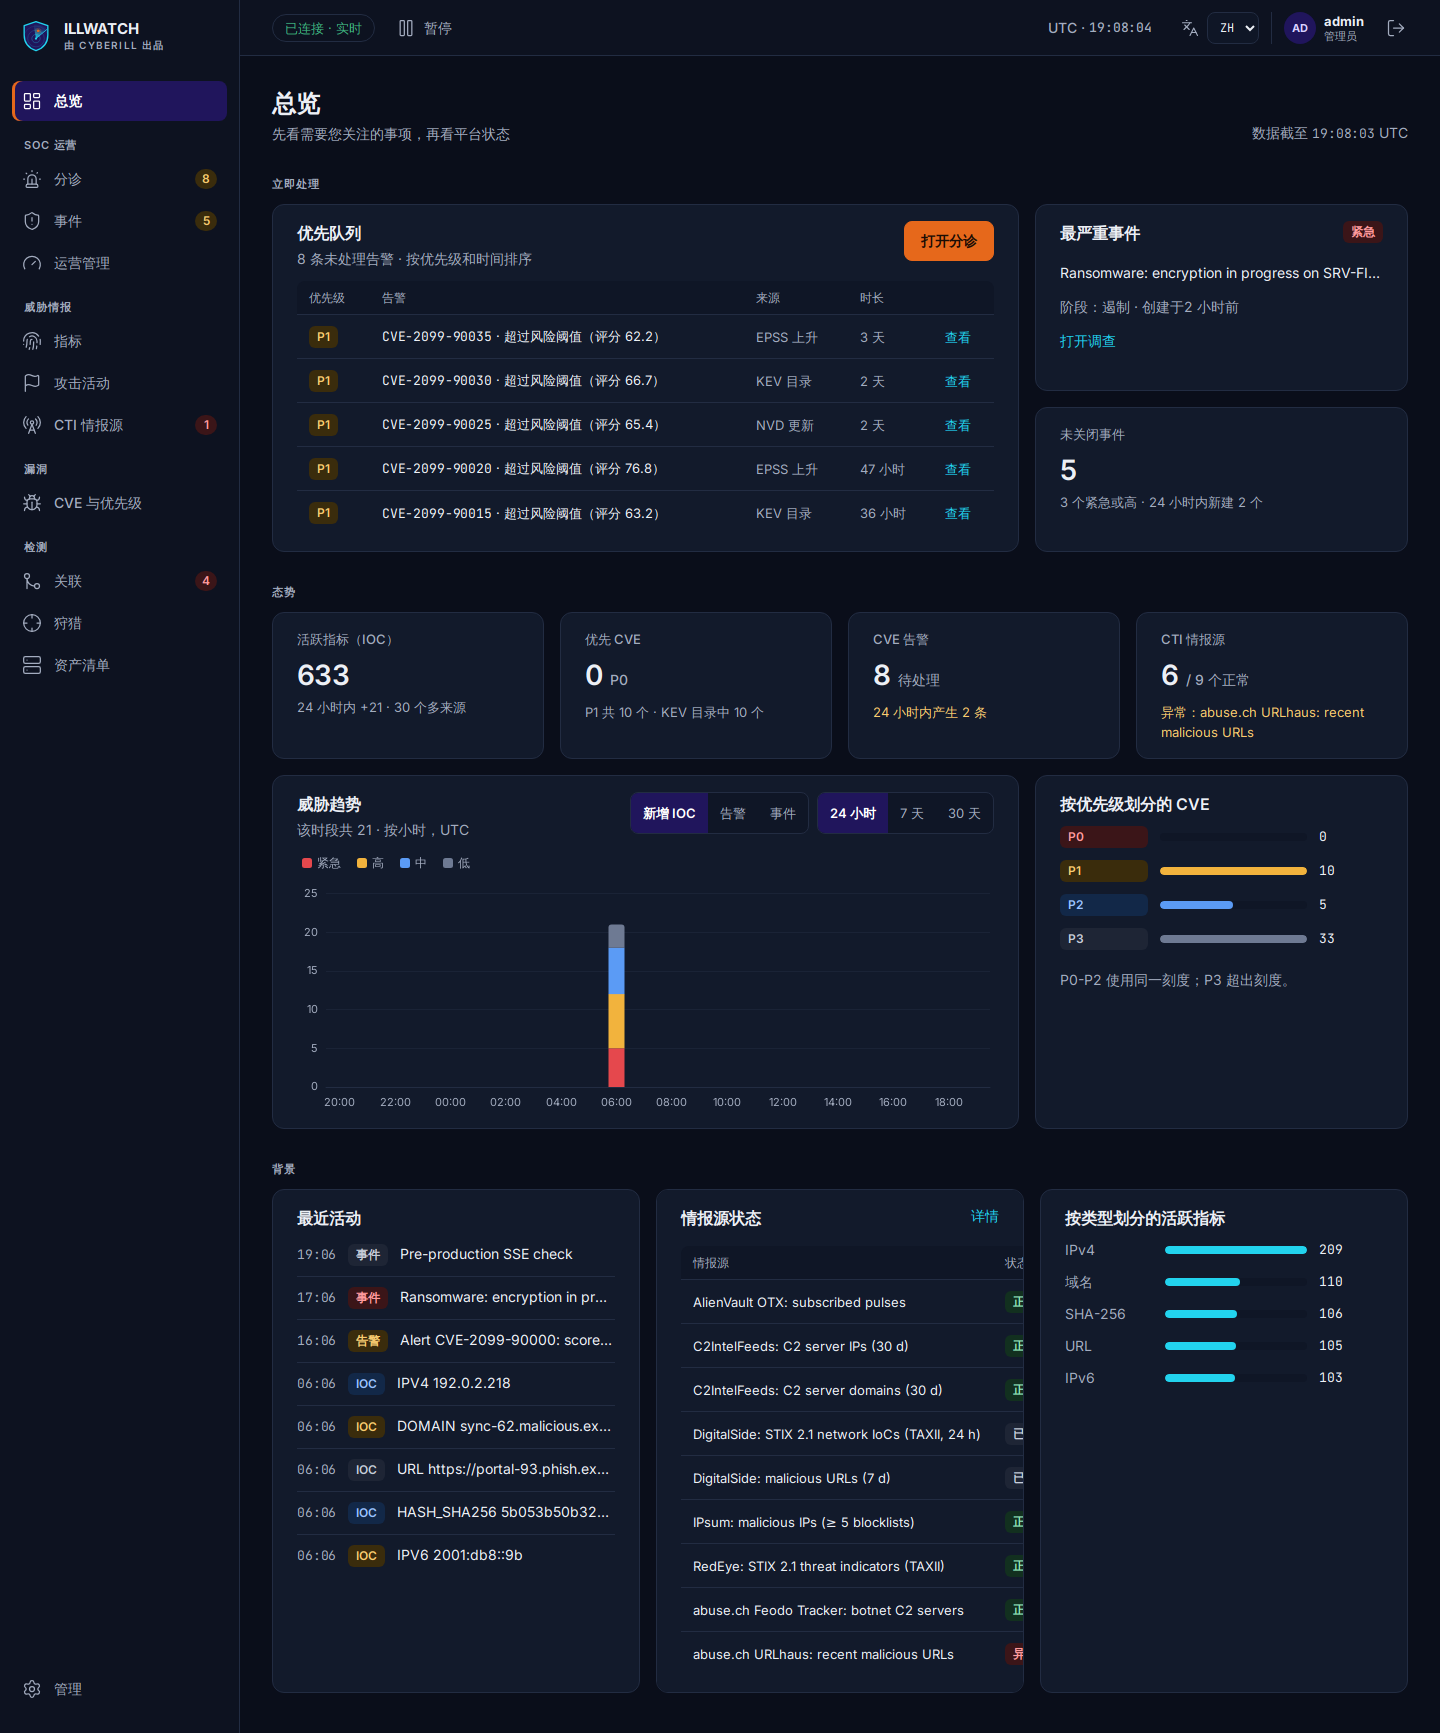 ILLWATCH
由 CYBERILL 出品
总览
SOC 运营
分诊 8
事件 5
运营管理
威胁情报
指标
攻击活动
CTI 情报源 1
漏洞
CVE 与优先级
检测
关联 4
狩猎
资产清单
管理
已连接 · 实时
暂停
UTC · 19:08:04
ZH
AD
admin
管理员
总览
先看需要您关注的事项，再看平台状态
数据截至 19:08:03 UTC
立即处理
优先队列
8 条未处理告警 · 按优先级和时间排序
打开分诊
优先级 告警 来源 时长
P1 CVE-2099-90035 · 超过风险阈值（评分 62.2） EPSS 上升 3 天 查看
P1 CVE-2099-90030 · 超过风险阈值（评分 66.7） KEV 目录 2 天 查看
P1 CVE-2099-90025 · 超过风险阈值（评分 65.4） NVD 更新 2 天 查看
P1 CVE-2099-90020 · 超过风险阈值（评分 76.8） EPSS 上升 47 小时 查看
P1 CVE-2099-90015 · 超过风险阈值（评分 63.2） KEV 目录 36 小时 查看
最严重事件 紧急
Ransomware: encryption in progress on SRV-FI...
阶段：遏制 · 创建于2 小时前
打开调查
未关闭事件
5
3 个紧急或高 · 24 小时内新建 2 个
态势
活跃指标（IOC）
633
24 小时内 +21 · 30 个多来源
优先 CVE
0 P0
P1 共 10 个 · KEV 目录中 10 个
CVE 告警
8 待处理
24 小时内产生 2 条
CTI 情报源
6 / 9 个正常
异常：abuse.ch URLhaus: recent
malicious URLs
威胁趋势
该时段共 21 · 按小时，UTC
新增 IOC 告警 事件
24 小时 7 天 30 天
紧急 高 中 低
25
20
15
10
5
0
20:00 22:00 00:00 02:00 04:00 06:00 08:00 10:00 12:00 14:00 16:00 18:00
按优先级划分的 CVE
P0 0
P1 10
P2 5
P3 33
P0-P2 使用同一刻度；P3 超出刻度。
背景
最近活动
19:06 事件 Pre-production SSE check
17:06 事件 Ransomware: encryption in pr...
16:06 告警 Alert CVE-2099-90000: score...
06:06 IOC IPV4 192.0.2.218
06:06 IOC DOMAIN sync-62.malicious.ex...
06:06 IOC URL https://portal-93.phish.ex...
06:06 IOC HASH_SHA256 5b053b50b32...
06:06 IOC IPV6 2001:db8::9b
情报源状态 详情
情报源 状态
AlienVault OTX: subscribed pulses 正
C2IntelFeeds: C2 server IPs (30 d) 正
C2IntelFeeds: C2 server domains (30 d) 正
DigitalSide: STIX 2.1 network IoCs (TAXII, 24 h) 已
DigitalSide: malicious URLs (7 d) 已
IPsum: malicious IPs (≥ 5 blocklists) 正
RedEye: STIX 2.1 threat indicators (TAXII) 正
abuse.ch Feodo Tracker: botnet C2 servers 正
abuse.ch URLhaus: recent malicious URLs 异
按类型划分的活跃指标
IPv4 209
域名 110
SHA-256 106
URL 105
IPv6 103